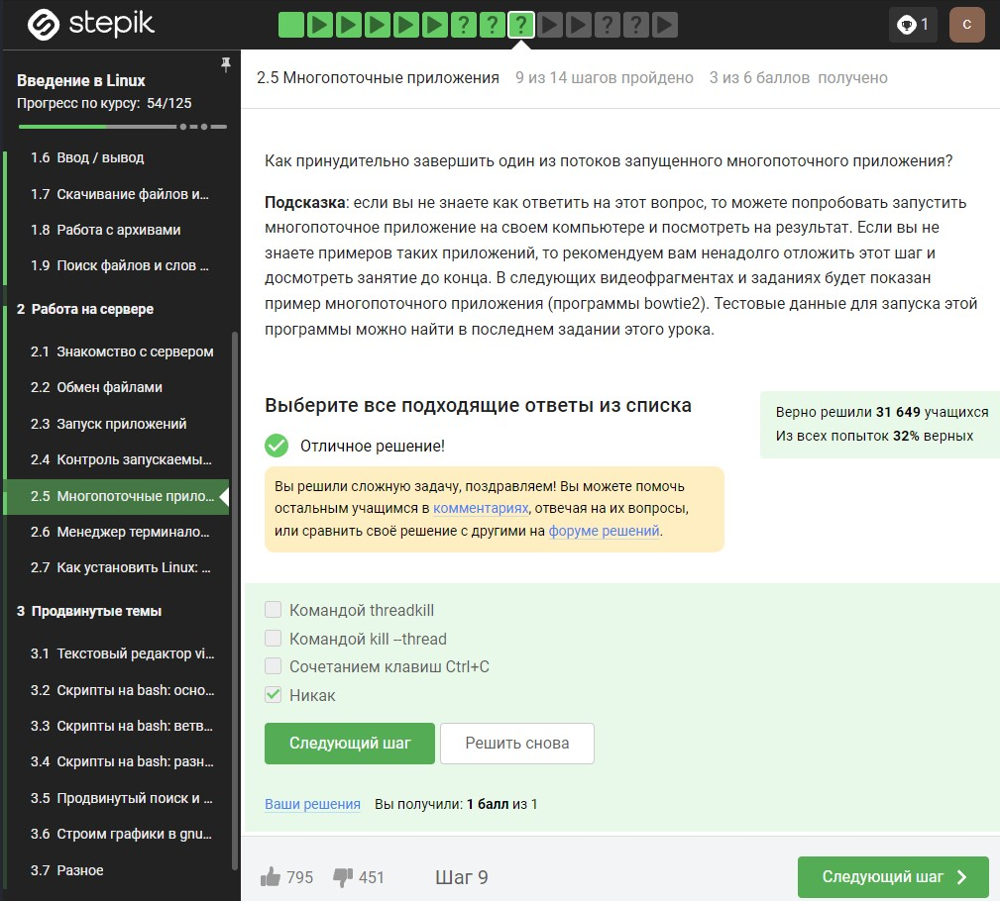 stepik
? ? ? ? ?
1
C
Введение в Linux
Прогресс по курсу: 54/125
1.6 Ввод / вывод
1.7 Скачивание файлов и...
1.8 Работа с архивами
1.9 Поиск файлов и слов ...
2 Работа на сервере
2.1 Знакомство с сервером
2.2 Обмен файлами
2.3 Запуск приложений
2.4 Контроль запускаемы...
2.5 Многопоточные прило...
2.6 Менеджер терминало...
2.7 Как установить Linux: ...
3 Продвинутые темы
3.1 Текстовый редактор vi...
3.2 Скрипты на bash: осно...
3.3 Скрипты на bash: ветв...
3.4 Скрипты на bash: разн...
3.5 Продвинутый поиск и ...
3.6 Строим графики в gnu...
3.7 Разное
2.5 Многопоточные приложения 9 из 14 шагов пройдено 3 из 6 баллов получено
Как принудительно завершить один из потоков запущенного многопоточного приложения?
Подсказка: если вы не знаете как ответить на этот вопрос, то можете попробовать запустить
многопоточное приложение на своем компьютере и посмотреть на результат. Если вы не
знаете примеров таких приложений, то рекомендуем вам ненадолго отложить этот шаг и
досмотреть занятие до конца. В следующих видеофрагментах и заданиях будет показан
пример многопоточного приложения (программы bowtie2). Тестовые данные для запуска этой
программы можно найти в последнем задании этого урока.
Выберите все подходящие ответы из списка
Верно решили 31 649 учащихся
Из всех попыток 32% верных
Отличное решение!
Вы решили сложную задачу, поздравляем! Вы можете помочь
остальным учащимся в комментариях, отвечая на их вопросы,
или сравнить своё решение с другими на форуме решений.
Командой threadkill
Командой kill --thread
Сочетанием клавиш Ctrl+C
Никак
Следующий шаг Решить снова
Ваши решения Вы получили: 1 балл из 1
795 451 Шаг 9 Следующий шаг